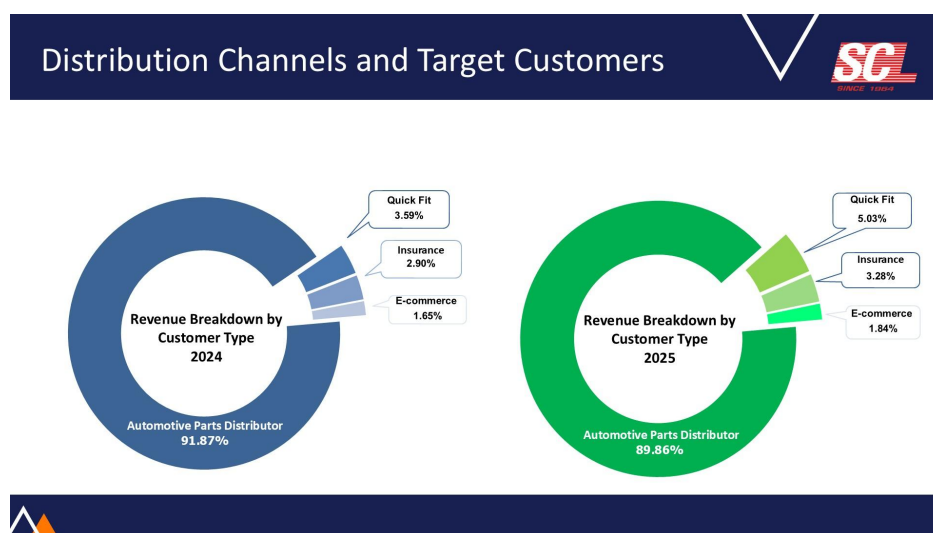 Distribution Channels and Target Customers
SCL
SINCE 1984
Quick Fit
3.59%
Insurance
2.90%
E-commerce
1.65%
Revenue Breakdown by
Customer Type
2024
Automotive Parts Distributor
91.87%
Quick Fit
5.03%
Insurance
3.28%
E-commerce
1.84%
Revenue Breakdown by
Customer Type
2025
Automotive Parts Distributor
89.86%